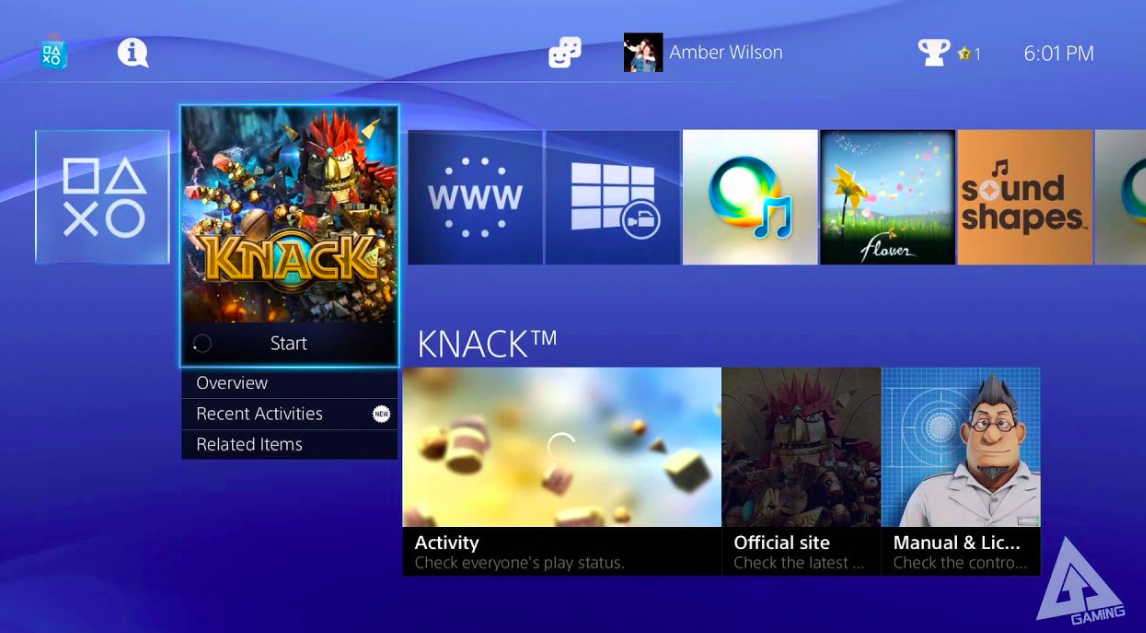 Amber Wilson
1
6:01 PM
KNACK
WWW
flower
sound
shapes™
Start
KNACK™
Overview
Recent Activities NEW
Related Items
Activity
Check everyone's play status.
Official site
Check the latest ...
Manual & Lic...
Check the contro...
GAMING